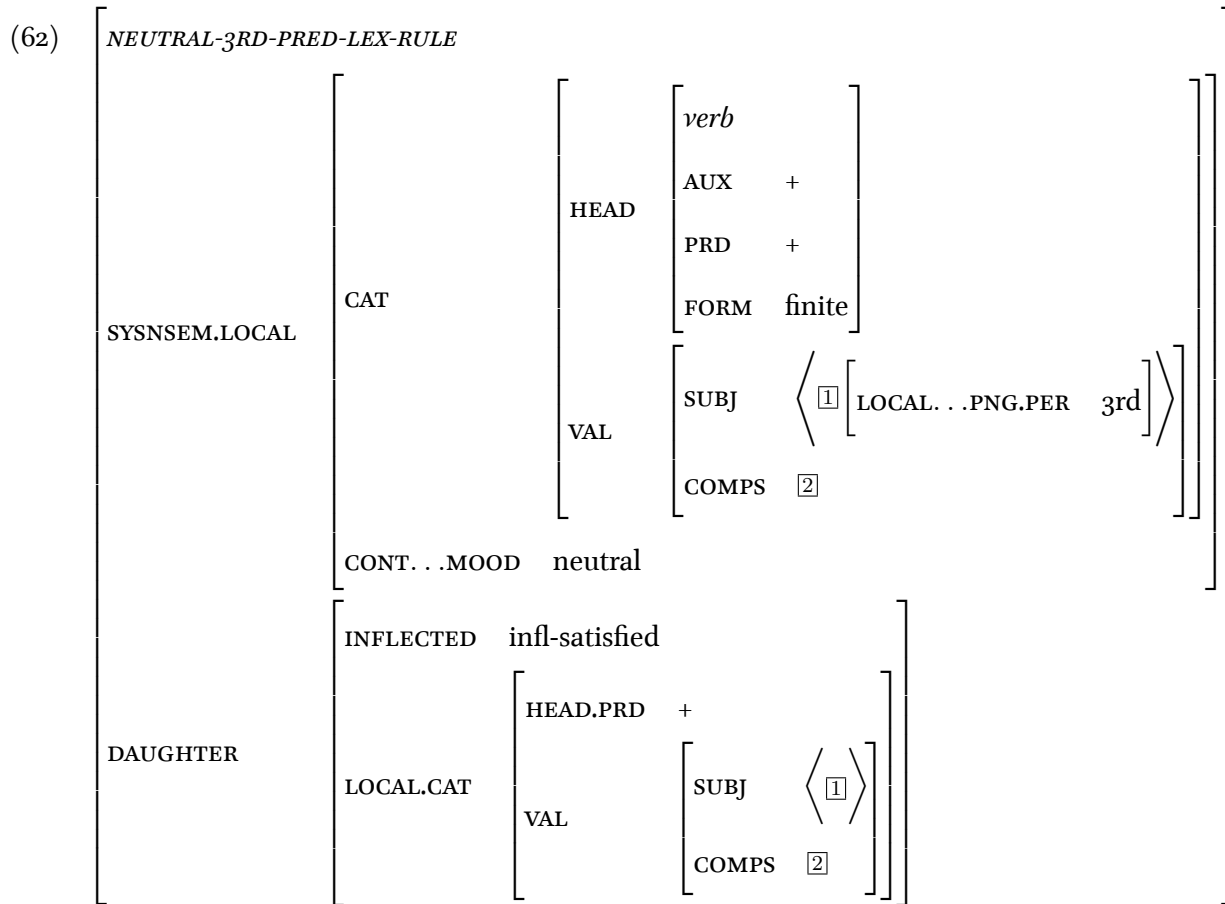 (62) NEUTRAL-3RD-PRED-LEX-RULE
verb
AUX +
HEAD
PRD +
CAT
FORM finite
SYSNSEM.LOCAL
SUBJ ⟨ 1 [ LOCAL. . .PNG.PER 3rd ] ⟩
VAL
COMPS 2
CONT. . .MOOD neutral
INFLECTED infl-satisfied
HEAD.PRD +
DAUGHTER
LOCAL.CAT
SUBJ ⟨ 1 ⟩
VAL
COMPS 2